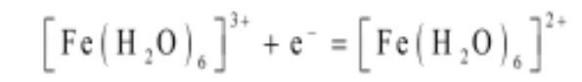 [Fe(H₂O)₆]³⁺ + e⁻ = [Fe(H₂O)₆]²⁺